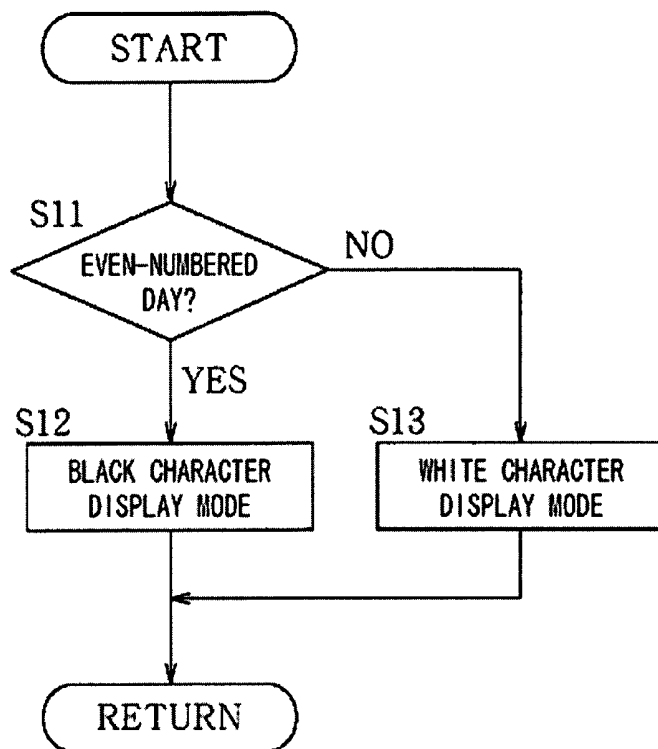 START
S11
EVEN-NUMBERED
DAY?
NO
YES
S12
BLACK CHARACTER
DISPLAY MODE
S13
WHITE CHARACTER
DISPLAY MODE
RETURN